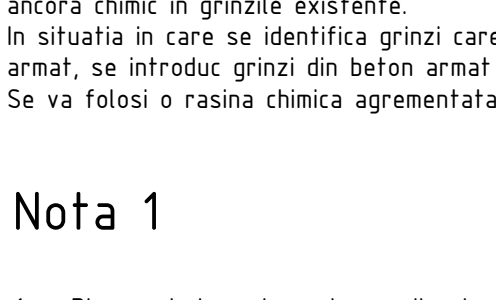 ancora chimic in grinzile existente.
In situatia in care se identifica grinzi care
armat, se introduc grinzi din beton armat
Se va folosi o rasina chimica agrementata
Nota 1